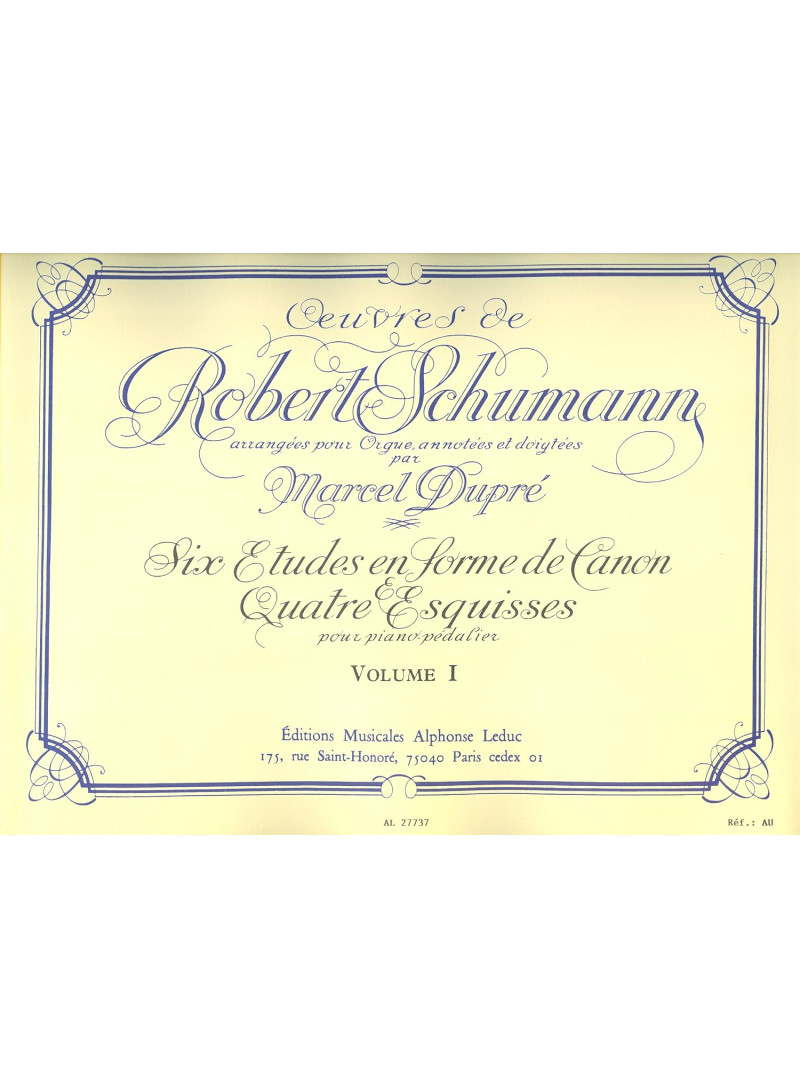 Oeuvres de
Robert Schumann
arrangées pour Orgue, annotées et doigtées
par
Marcel Dupré
Six Etudes en forme de Canon
&
Quatre Esquisses
pour piano-pédalier
VOLUME I
Éditions Musicales Alphonse Leduc
175, rue Saint-Honoré, 75040 Paris cedex 01
AL 27737
Réf.: AU